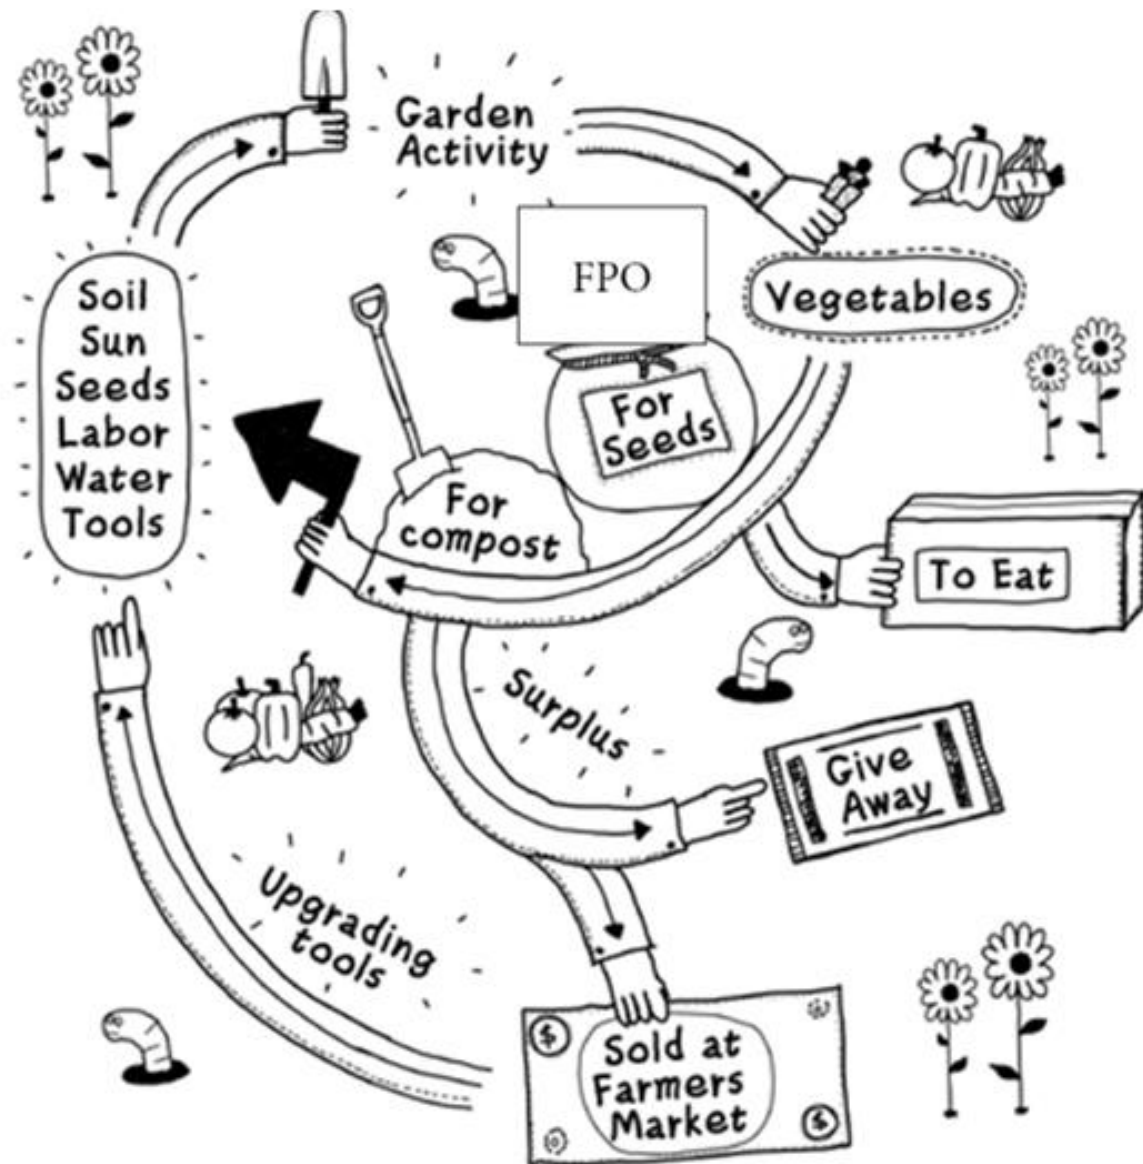 Garden
Activity
FPO
Vegetables
Soil
Sun
Seeds
Labor
Water
Tools
For
Seeds
For
compost
To Eat
Surplus
Give
Away
Upgrading
tools
$
Sold at
Farmers
Market
$